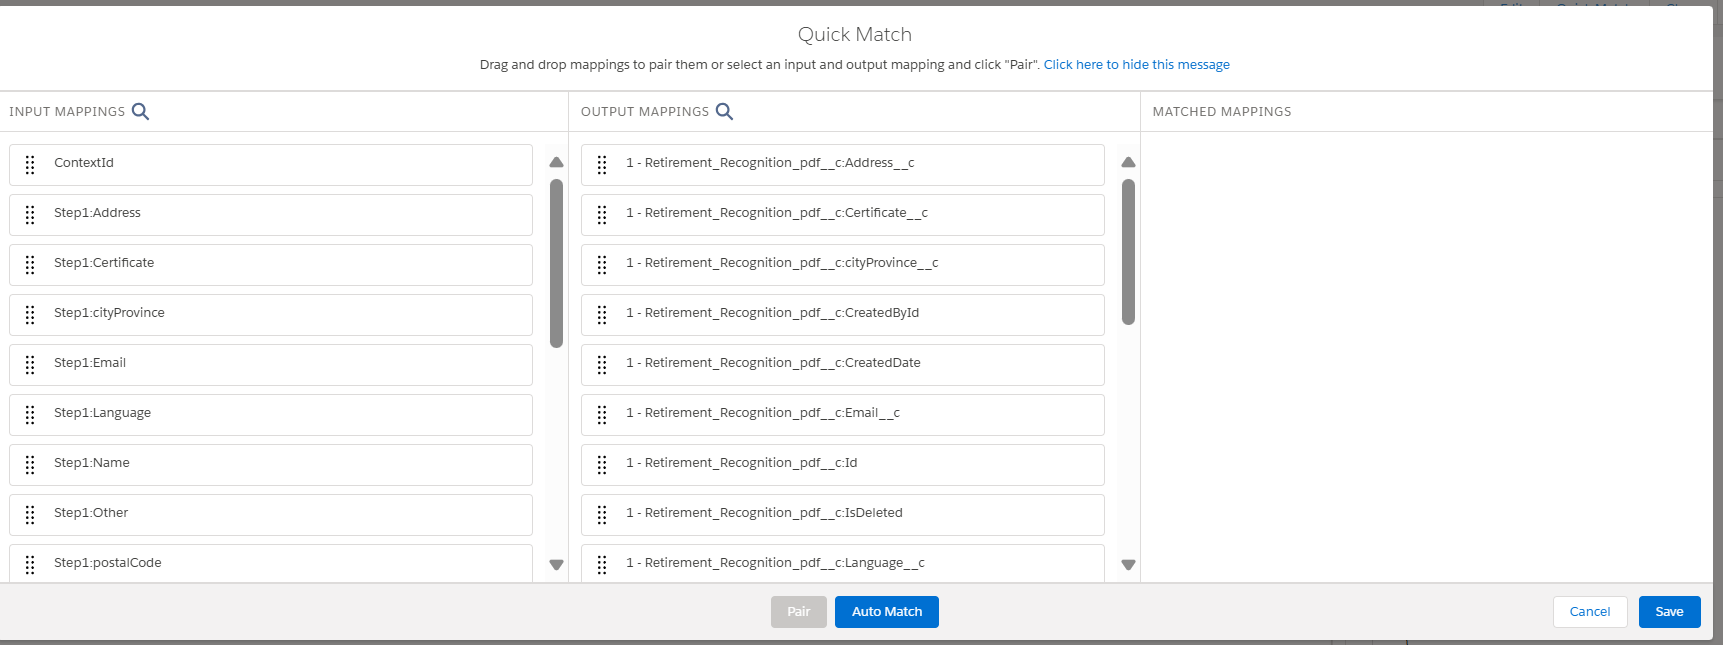 Quick Match
Drag and drop mappings to pair them or select an input and output mapping and click "Pair". Click here to hide this message
INPUT MAPPINGS
ContextId
Step1:Address
Step1:Certificate
Step1:cityProvince
Step1:Email
Step1:Language
Step1:Name
Step1:Other
Step1:postalCode
OUTPUT MAPPINGS
1 - Retirement_Recognition_pdf__c:Address__c
1 - Retirement_Recognition_pdf__c:Certificate__c
1 - Retirement_Recognition_pdf__c:cityProvince__c
1 - Retirement_Recognition_pdf__c:CreatedById
1 - Retirement_Recognition_pdf__c:CreatedDate
1 - Retirement_Recognition_pdf__c:Email__c
1 - Retirement_Recognition_pdf__c:Id
1 - Retirement_Recognition_pdf__c:IsDeleted
1 - Retirement_Recognition_pdf__c:Language__c
MATCHED MAPPINGS
Pair
Auto Match
Cancel
Save